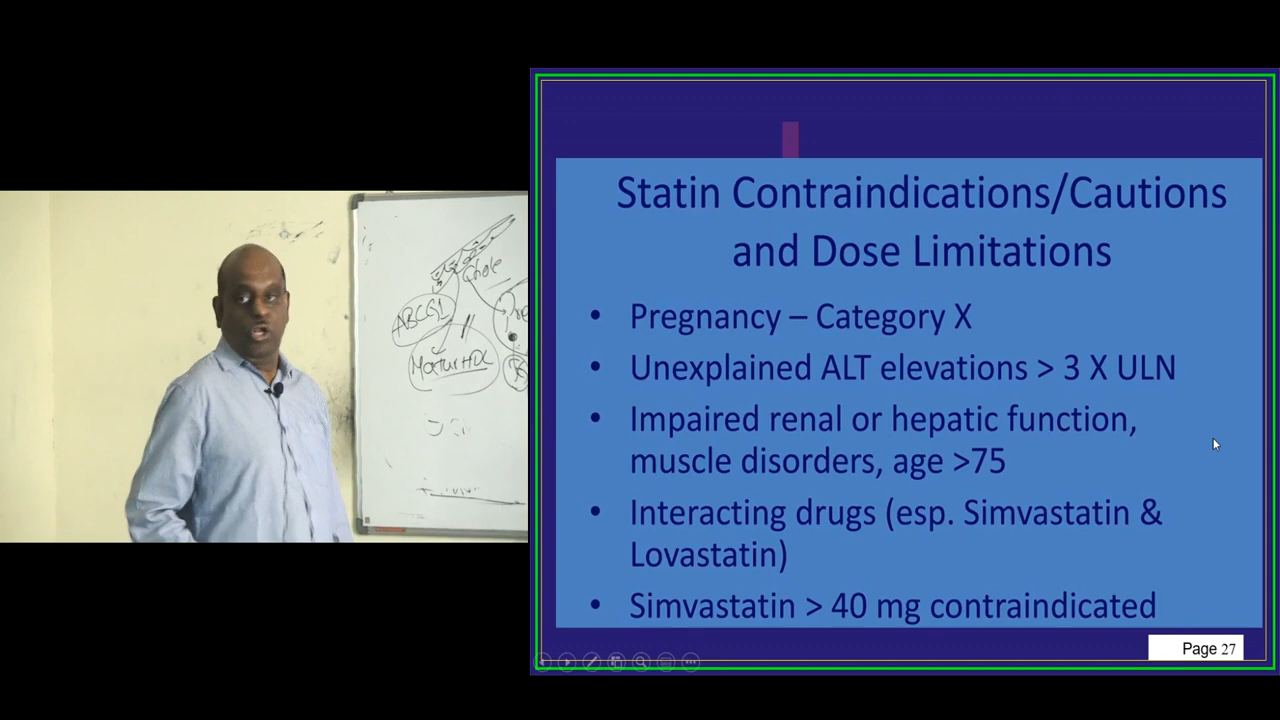 Chole
ABCG1
Statin Contraindications/Cautions
and Dose Limitations
• Pregnancy – Category X
• Unexplained ALT elevations > 3 X ULN
• Impaired renal or hepatic function,
muscle disorders, age >75
• Interacting drugs (esp. Simvastatin &
Lovastatin)
• Simvastatin > 40 mg contraindicated
Page 27